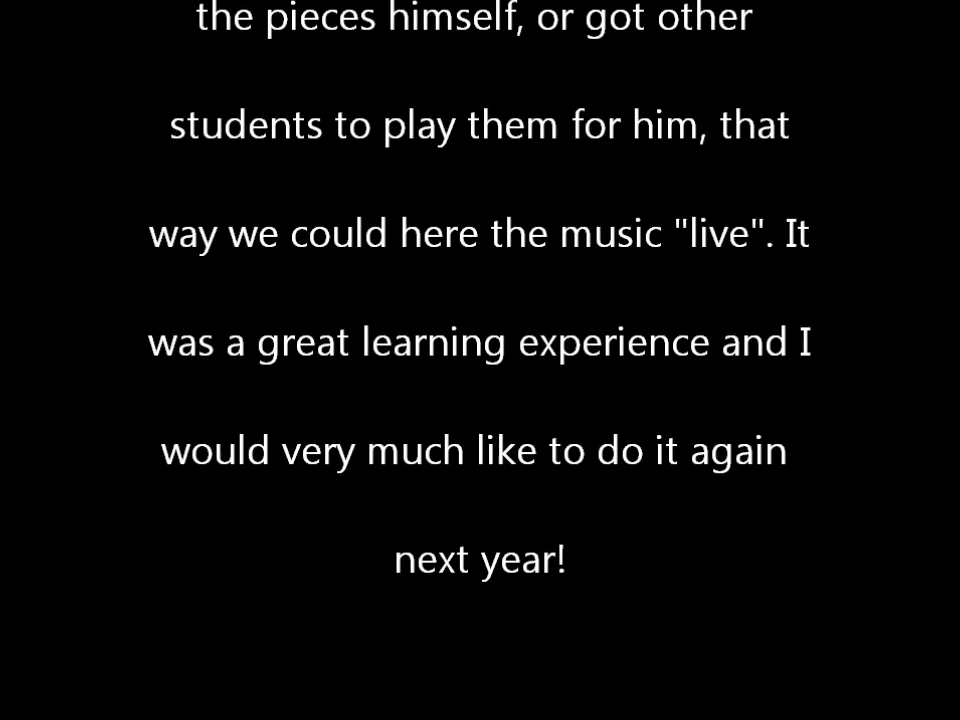 the pieces himself, or got other
students to play them for him, that
way we could here the music "live". It
was a great learning experience and I
would very much like to do it again
next year!